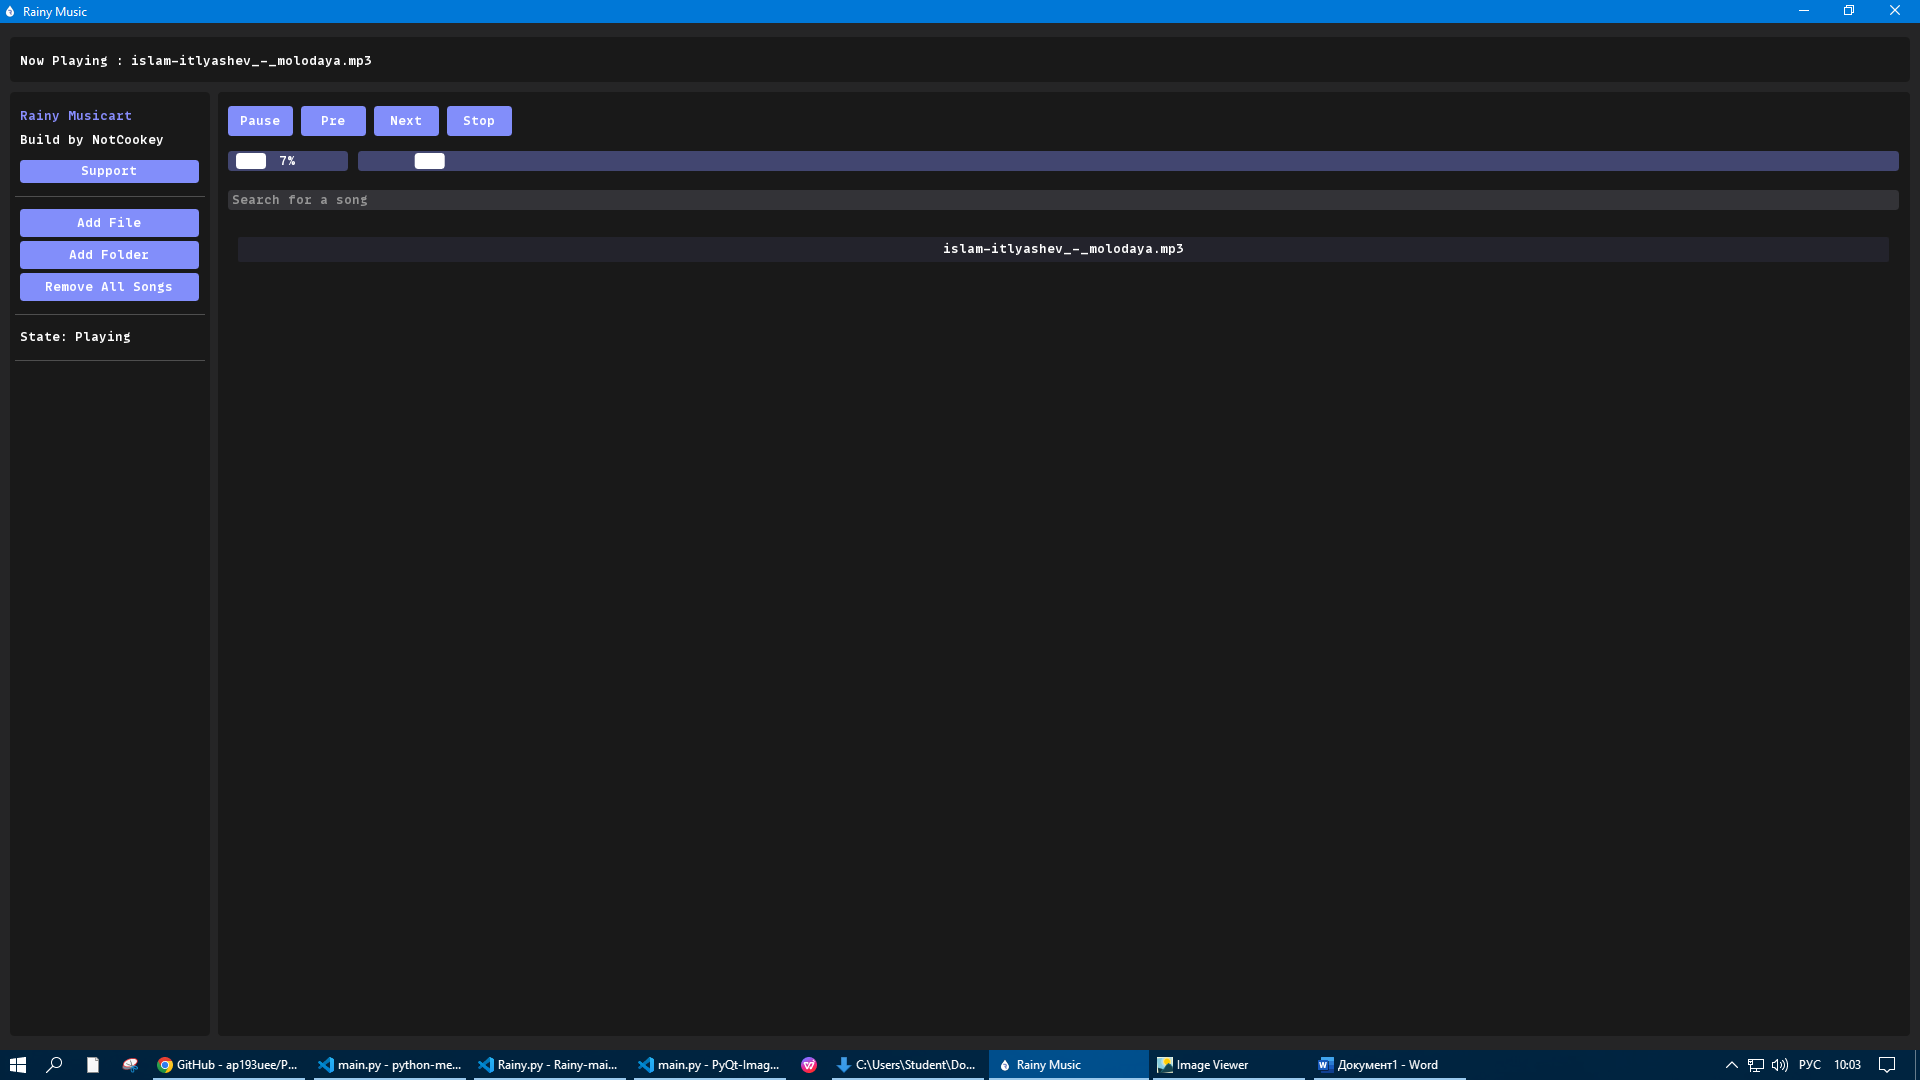 Rainy Music
Now Playing : islam-itlyashev_-_molodaya.mp3
Rainy Musicart
Build by NotCookey
Support
Add File
Add Folder
Remove All Songs
State: Playing
Pause Pre Next Stop
7%
Search for a song
islam-itlyashev_-_molodaya.mp3
GitHub - ap193uee/P... main.py - python-me... Rainy.py - Rainy-mai... main.py - PyQt-Imag... C:\Users\Student\Do... Rainy Music Image Viewer Документ1 - Word РУС 10:03